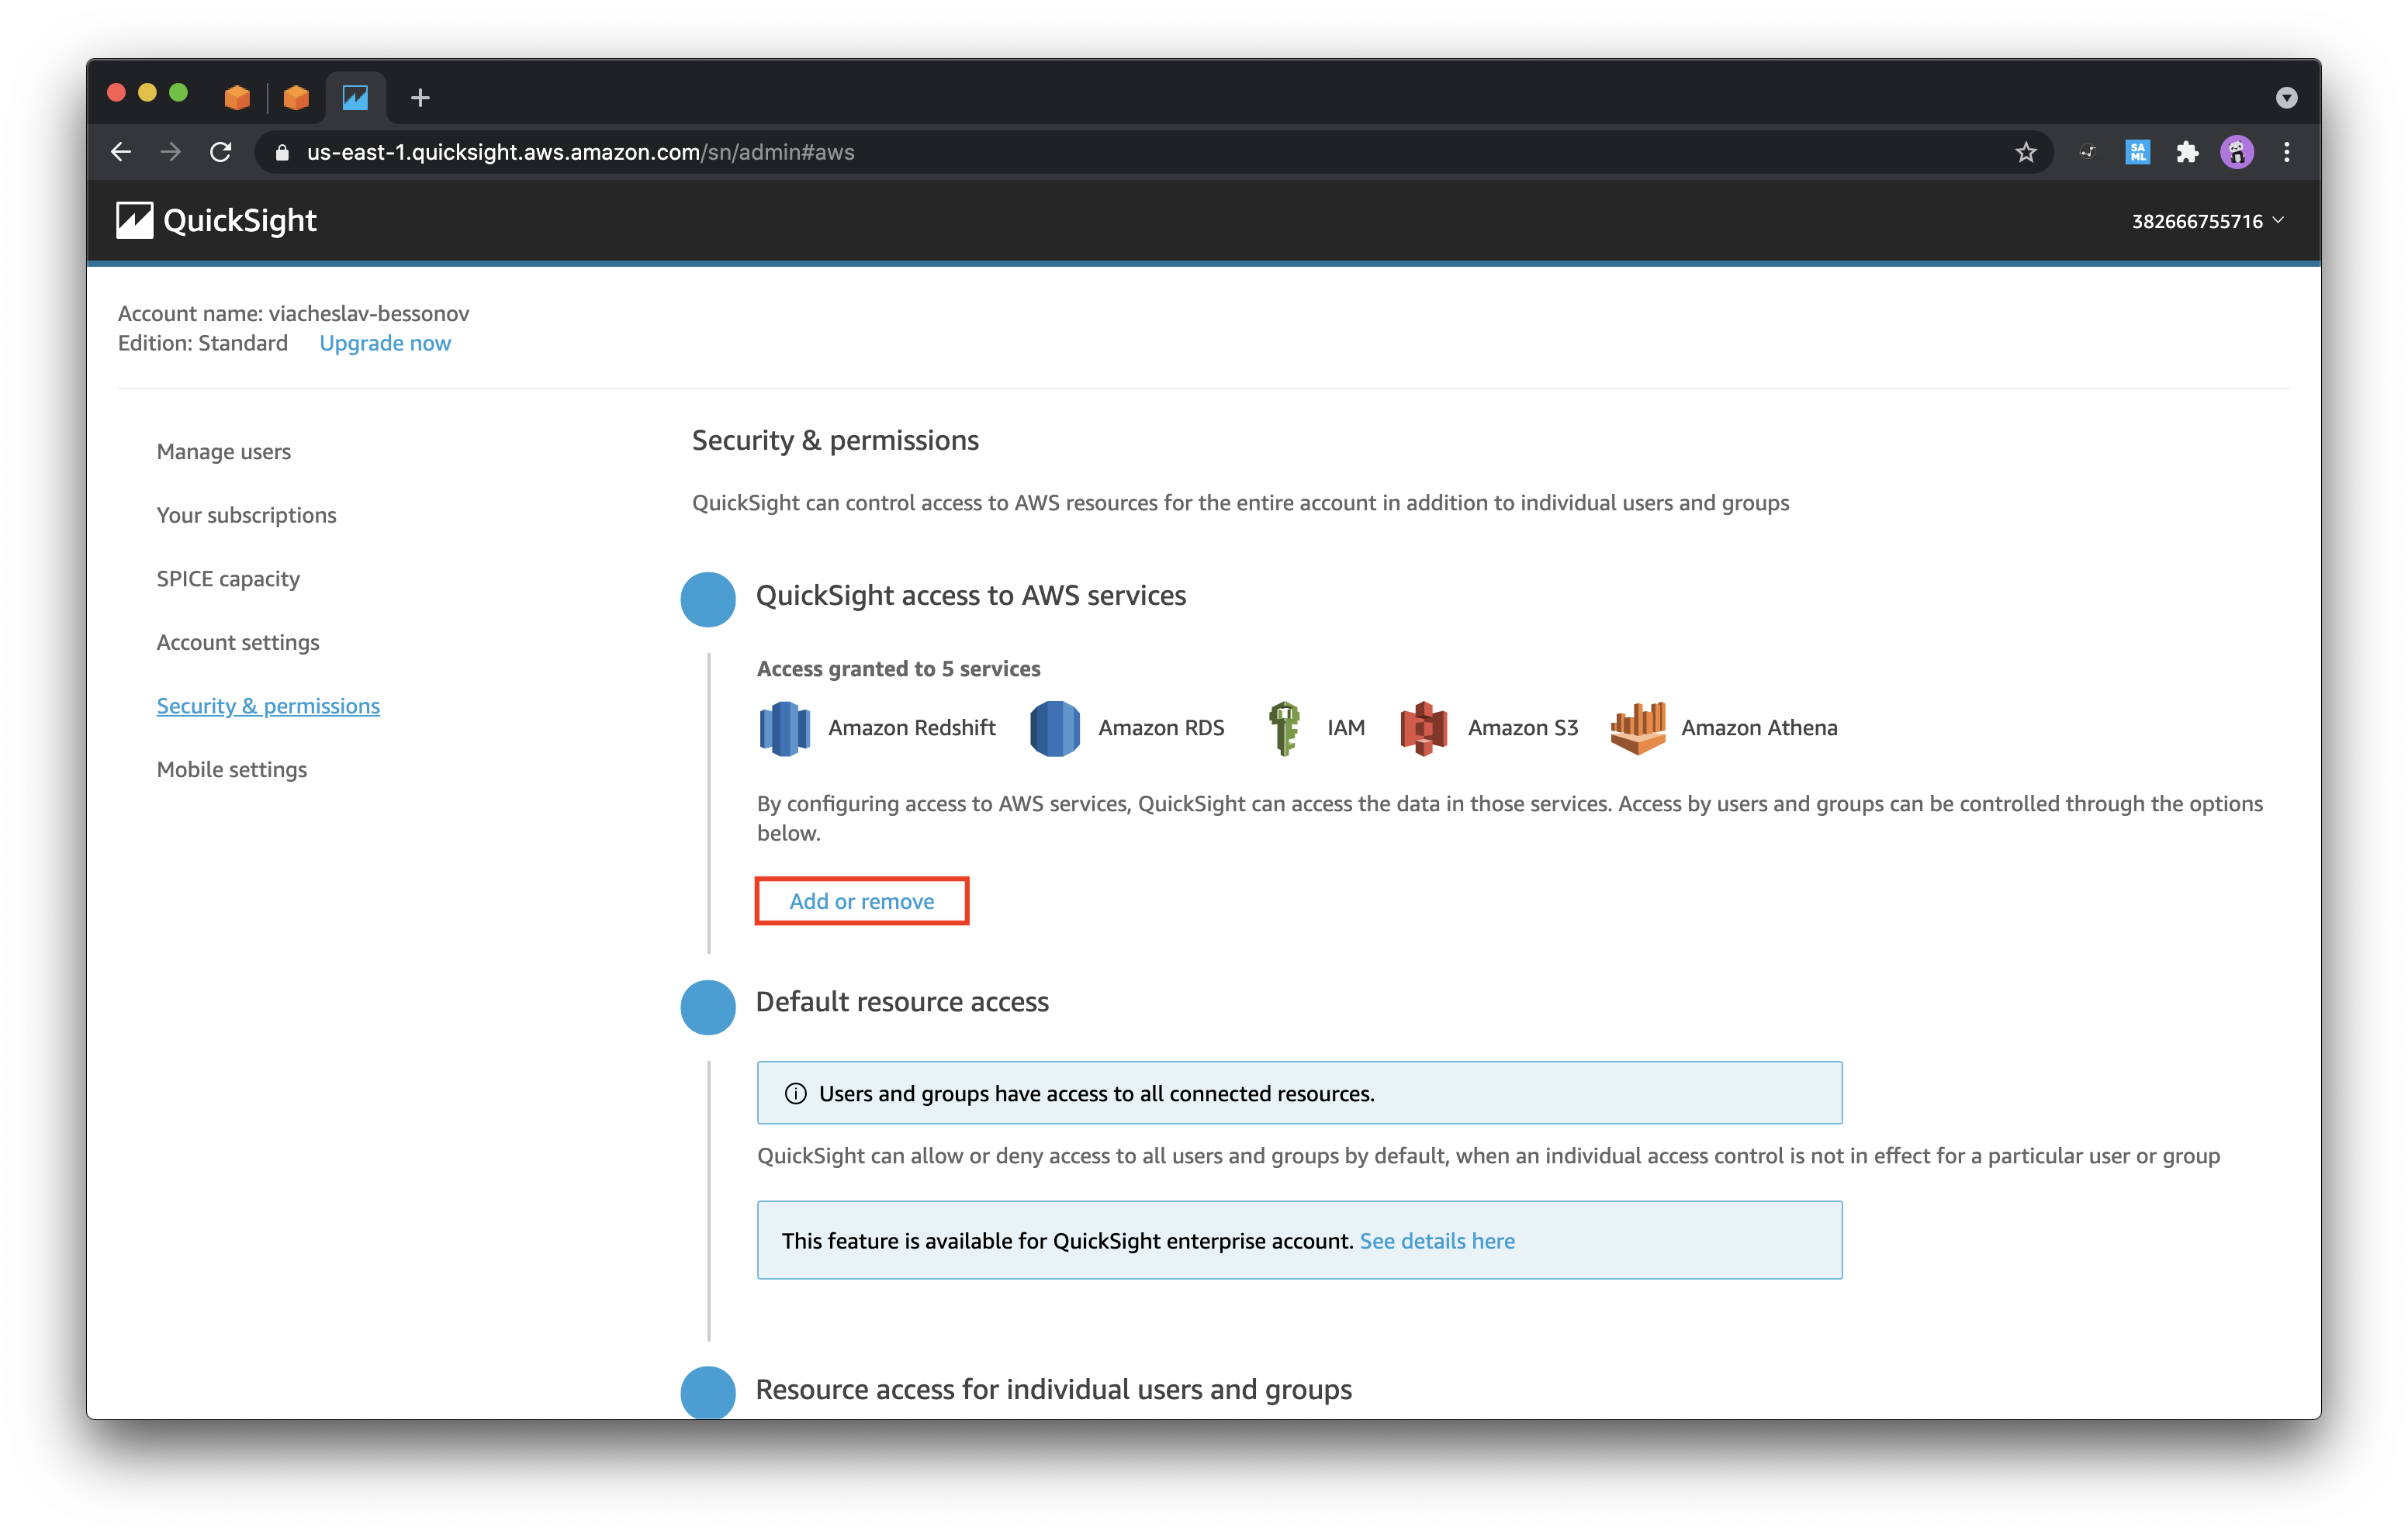 us-east-1.quicksight.aws.amazon.com/sn/admin#aws
SA
ML
QuickSight
382666755716
Account name: viacheslav-bessonov
Edition: Standard Upgrade now
Manage users
Your subscriptions
SPICE capacity
Account settings
Security & permissions
Mobile settings
Security & permissions
QuickSight can control access to AWS resources for the entire account in addition to individual users and groups
QuickSight access to AWS services
Access granted to 5 services
Amazon Redshift Amazon RDS IAM Amazon S3 Amazon Athena
By configuring access to AWS services, QuickSight can access the data in those services. Access by users and groups can be controlled through the options
below.
Add or remove
Default resource access
Users and groups have access to all connected resources.
QuickSight can allow or deny access to all users and groups by default, when an individual access control is not in effect for a particular user or group
This feature is available for QuickSight enterprise account. See details here
Resource access for individual users and groups